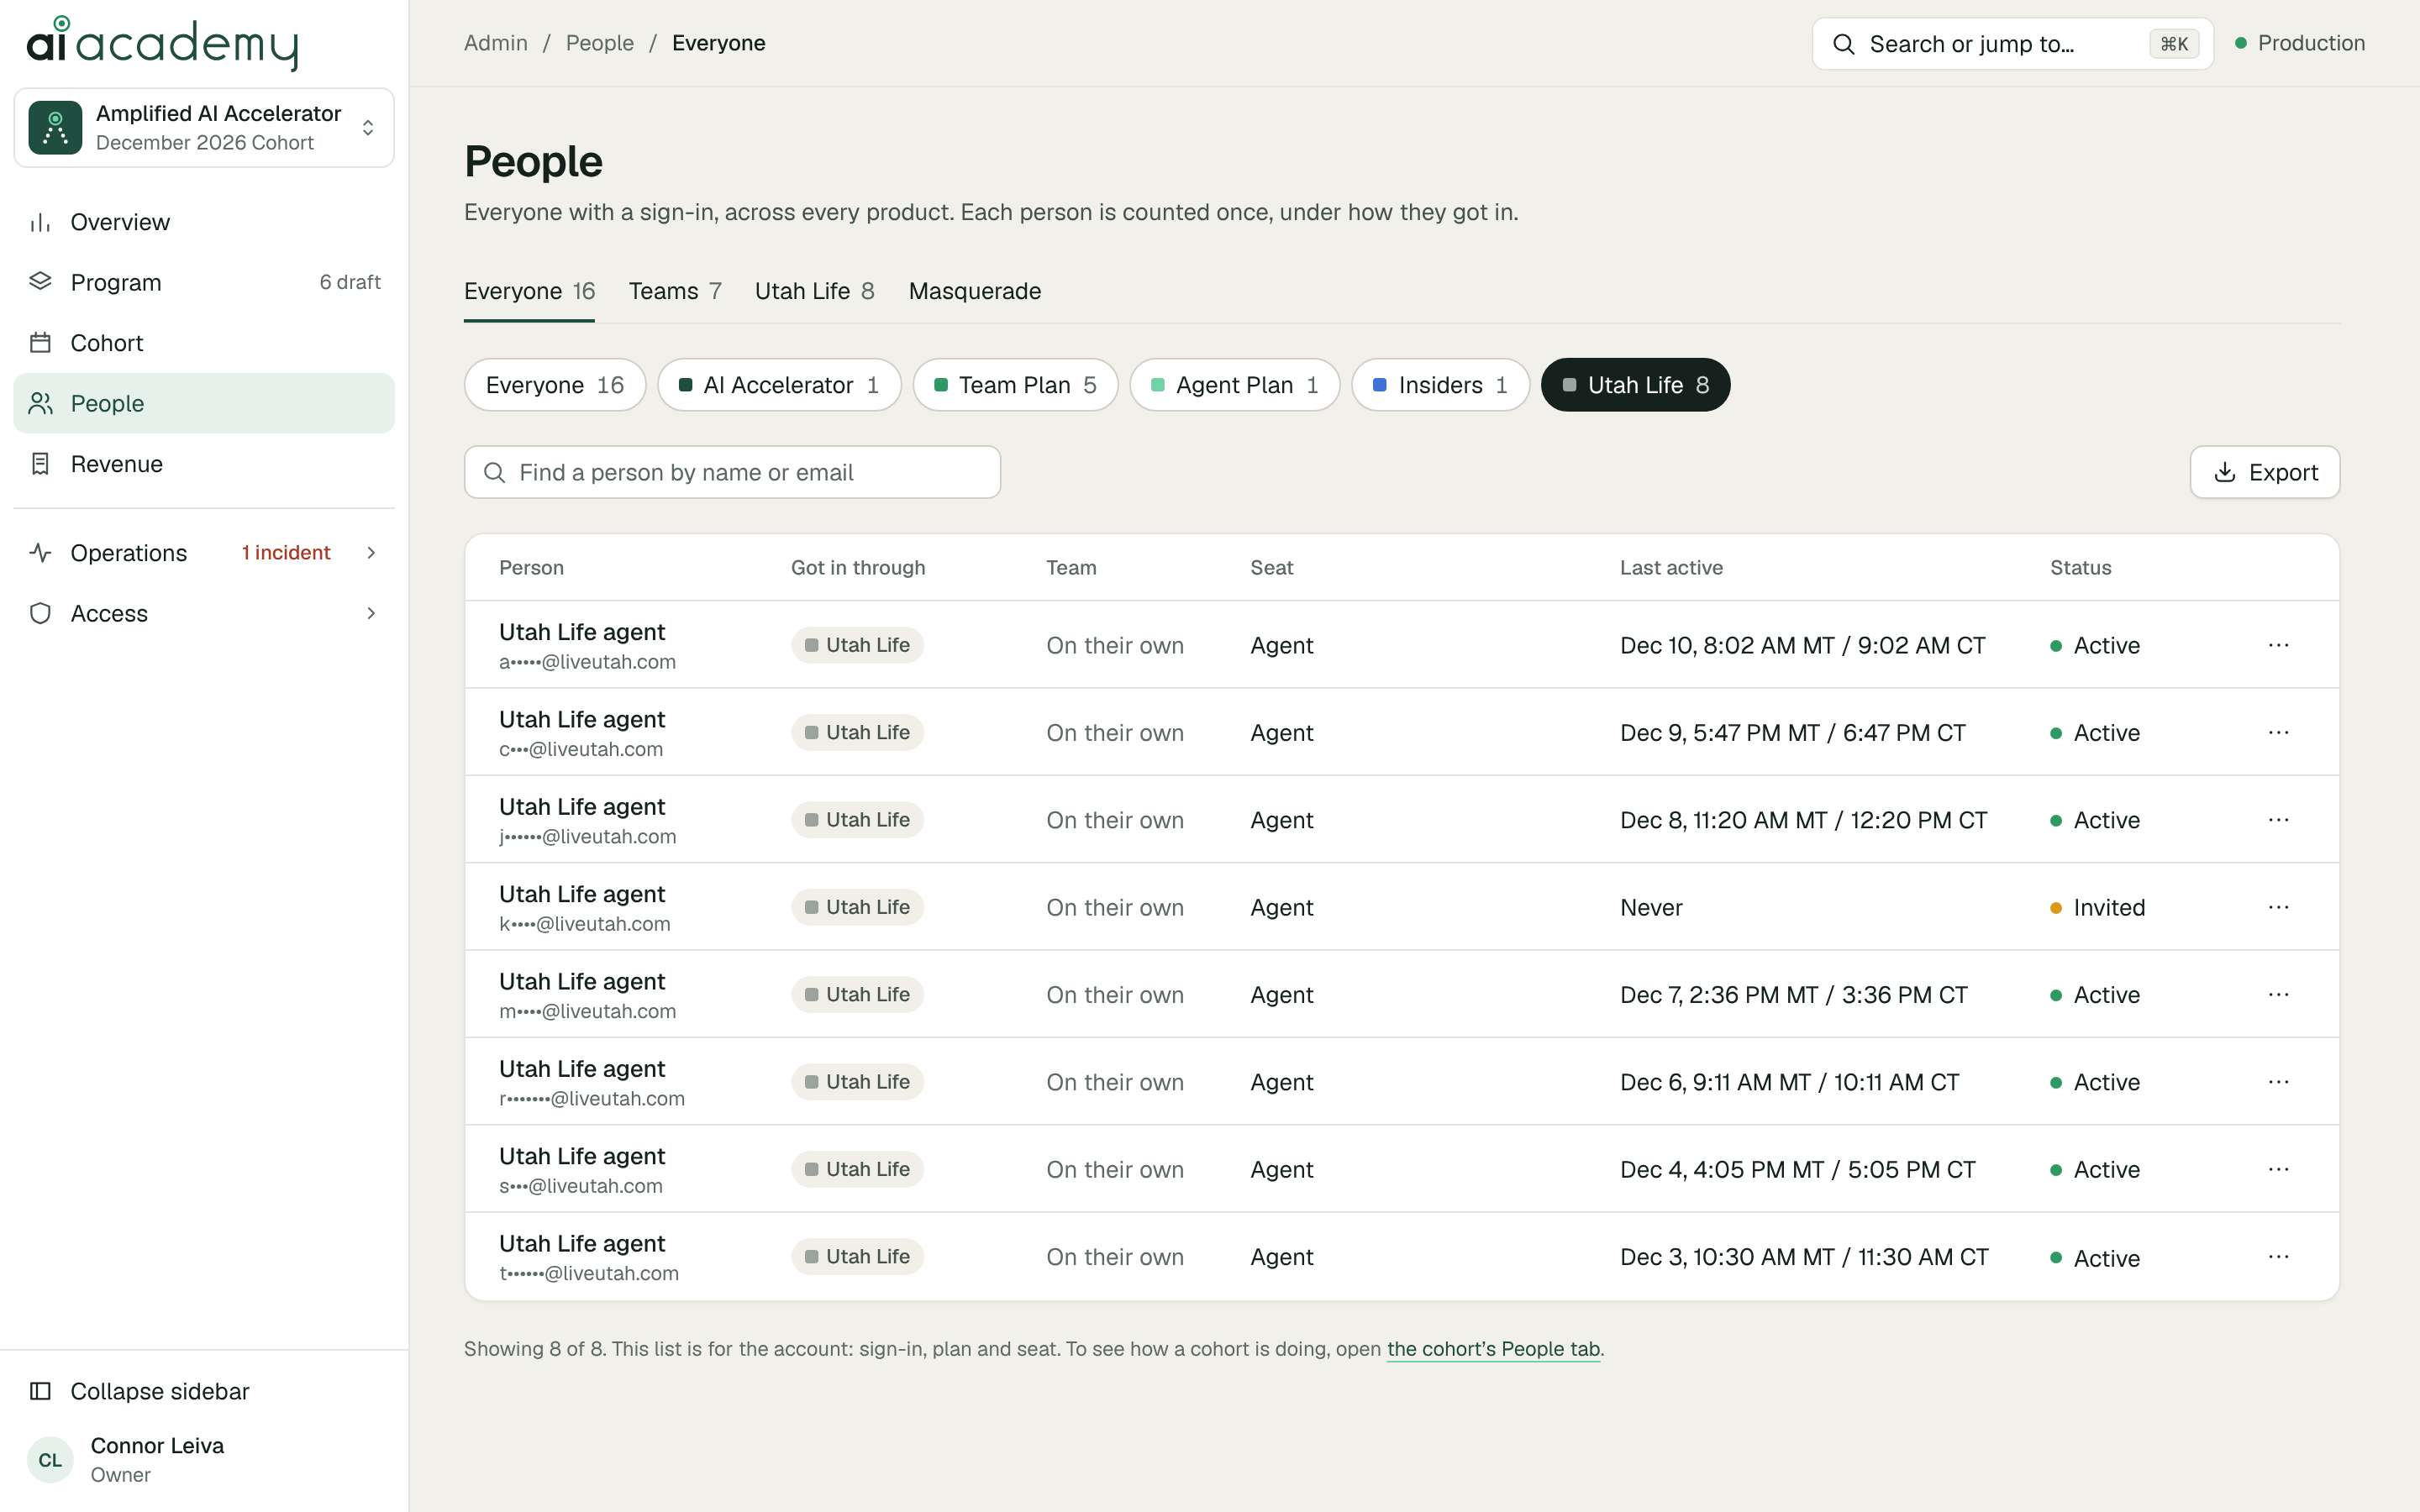 ai academy
Amplified AI Accelerator
December 2026 Cohort
Overview
Program 6 draft
Cohort
People
Revenue
Operations 1 incident
Access
Collapse sidebar
CL
Connor Leiva
Owner
Admin / People / Everyone
Search or jump to... ⌘K
Production
People
Everyone with a sign-in, across every product. Each person is counted once, under how they got in.
Everyone 16 Teams 7 Utah Life 8 Masquerade
Everyone 16 AI Accelerator 1 Team Plan 5 Agent Plan 1 Insiders 1 Utah Life 8
Find a person by name or email
Export
Person Got in through Team Seat Last active Status
Utah Life agent
a•••••@liveutah.com
Utah Life On their own Agent Dec 10, 8:02 AM MT / 9:02 AM CT Active
Utah Life agent
c•••@liveutah.com
Utah Life On their own Agent Dec 9, 5:47 PM MT / 6:47 PM CT Active
Utah Life agent
j••••••@liveutah.com
Utah Life On their own Agent Dec 8, 11:20 AM MT / 12:20 PM CT Active
Utah Life agent
k••••@liveutah.com
Utah Life On their own Agent Never Invited
Utah Life agent
m••••@liveutah.com
Utah Life On their own Agent Dec 7, 2:36 PM MT / 3:36 PM CT Active
Utah Life agent
r•••••••@liveutah.com
Utah Life On their own Agent Dec 6, 9:11 AM MT / 10:11 AM CT Active
Utah Life agent
s•••@liveutah.com
Utah Life On their own Agent Dec 4, 4:05 PM MT / 5:05 PM CT Active
Utah Life agent
t••••••@liveutah.com
Utah Life On their own Agent Dec 3, 10:30 AM MT / 11:30 AM CT Active
Showing 8 of 8. This list is for the account: sign-in, plan and seat. To see how a cohort is doing, open the cohort’s People tab.